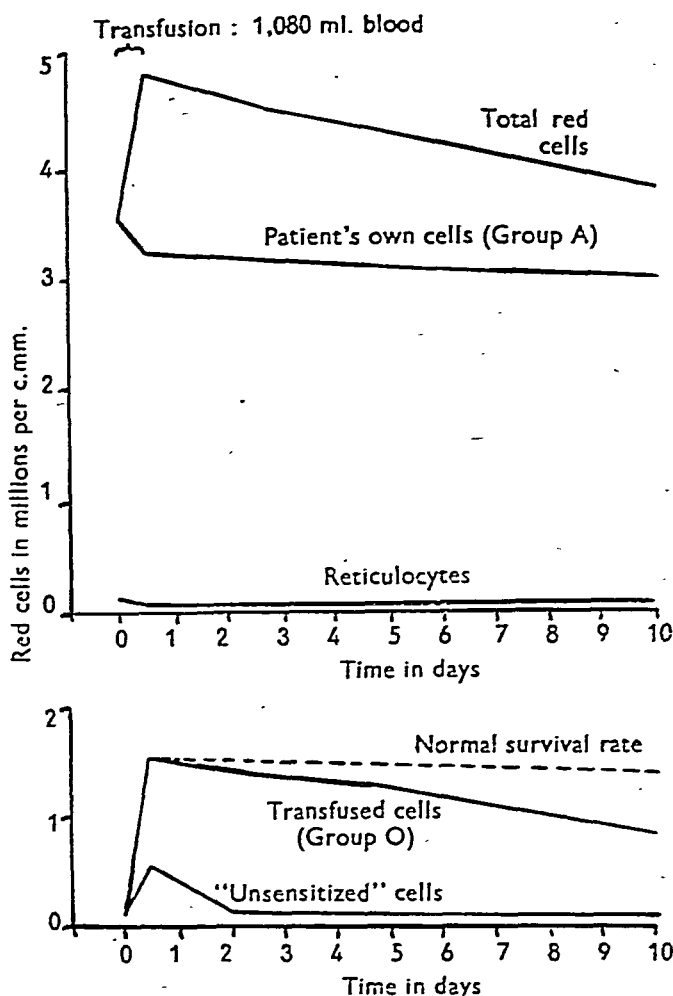 Transfusion : 1,080 ml. blood
5
4
3
2
1
0
Red cells in millions per c.mm.
Total red
cells
Patient's own cells (Group A)
Reticulocytes
0 1 2 3 4 5 6 7 8 9 10
Time in days
2
1
0
Normal survival rate
Transfused cells
(Group O)
"Unsensitized" cells
0 1 2 3 4 5 6 7 8 9 10
Time in days